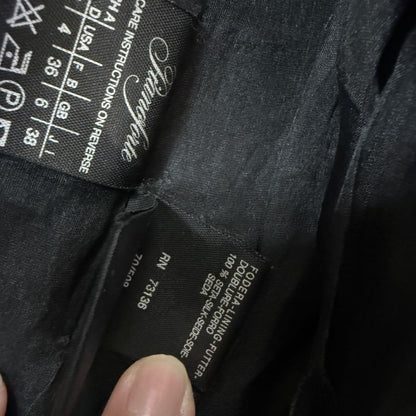 CARE INSTRUCTIONS ON REVERSE
D USA F B GB I
4 36 6 38
FODERA-LINING-FUTTER-
DOUBLURE-FORRO
100 % SETA-SILK-SEIDE-SOIE-
SEDA
RN 73136